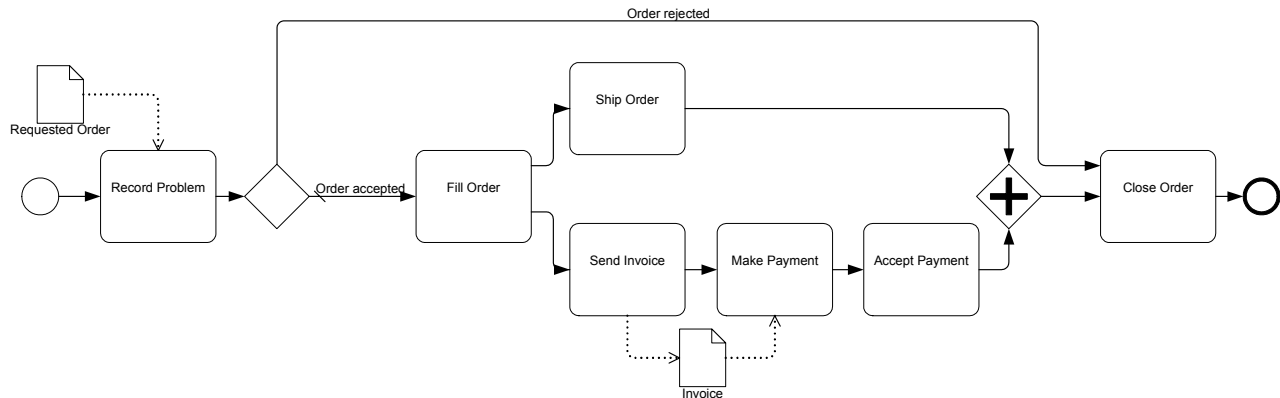 Order rejected
Ship Order
Requested Order
Record Problem
Order accepted
Fill Order
Close Order
Send Invoice
Make Payment
Accept Payment
Invoice